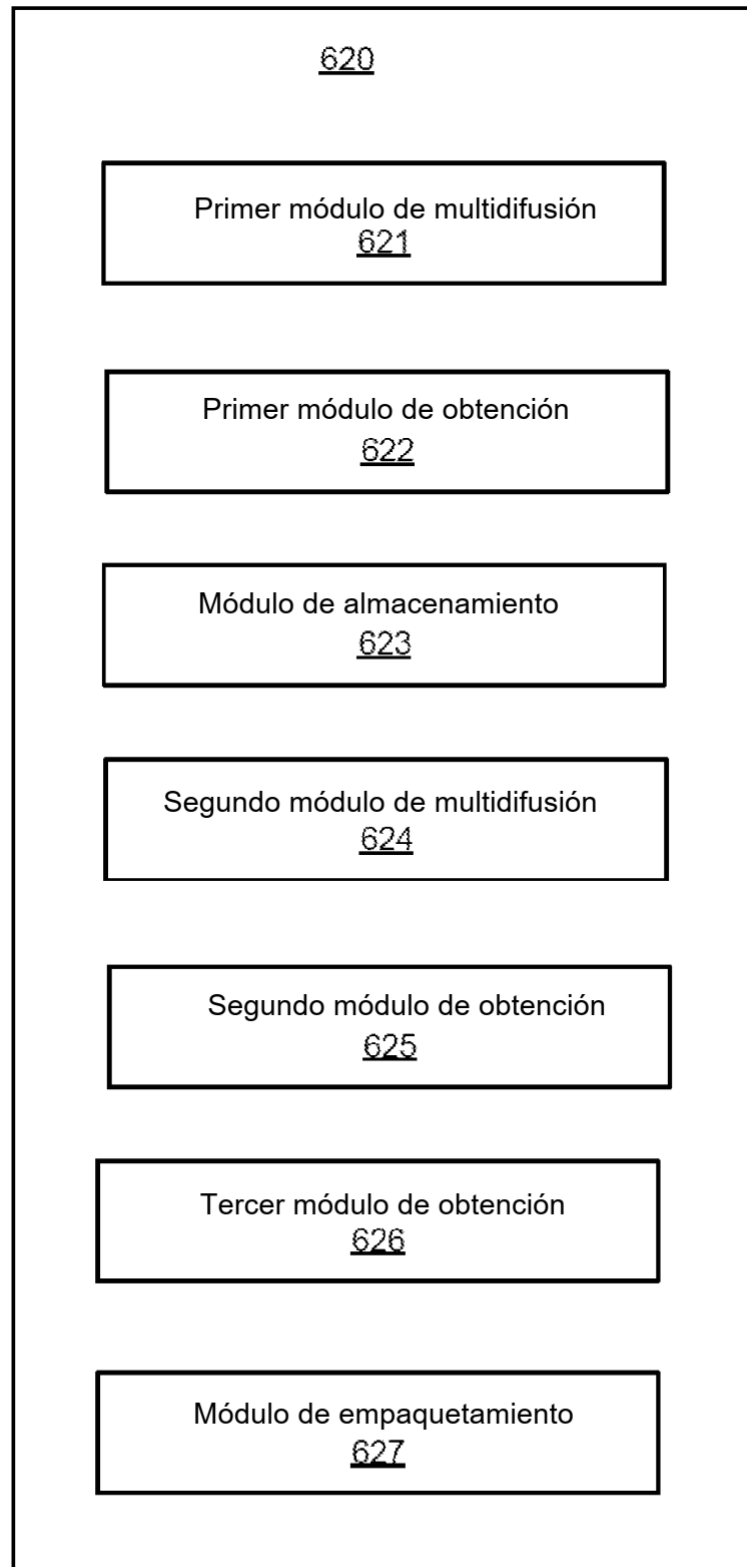 620
Primer módulo de multidifusión
621
Primer módulo de obtención
622
Módulo de almacenamiento
623
Segundo módulo de multidifusión
624
Segundo módulo de obtención
625
Tercer módulo de obtención
626
Módulo de empaquetamiento
627